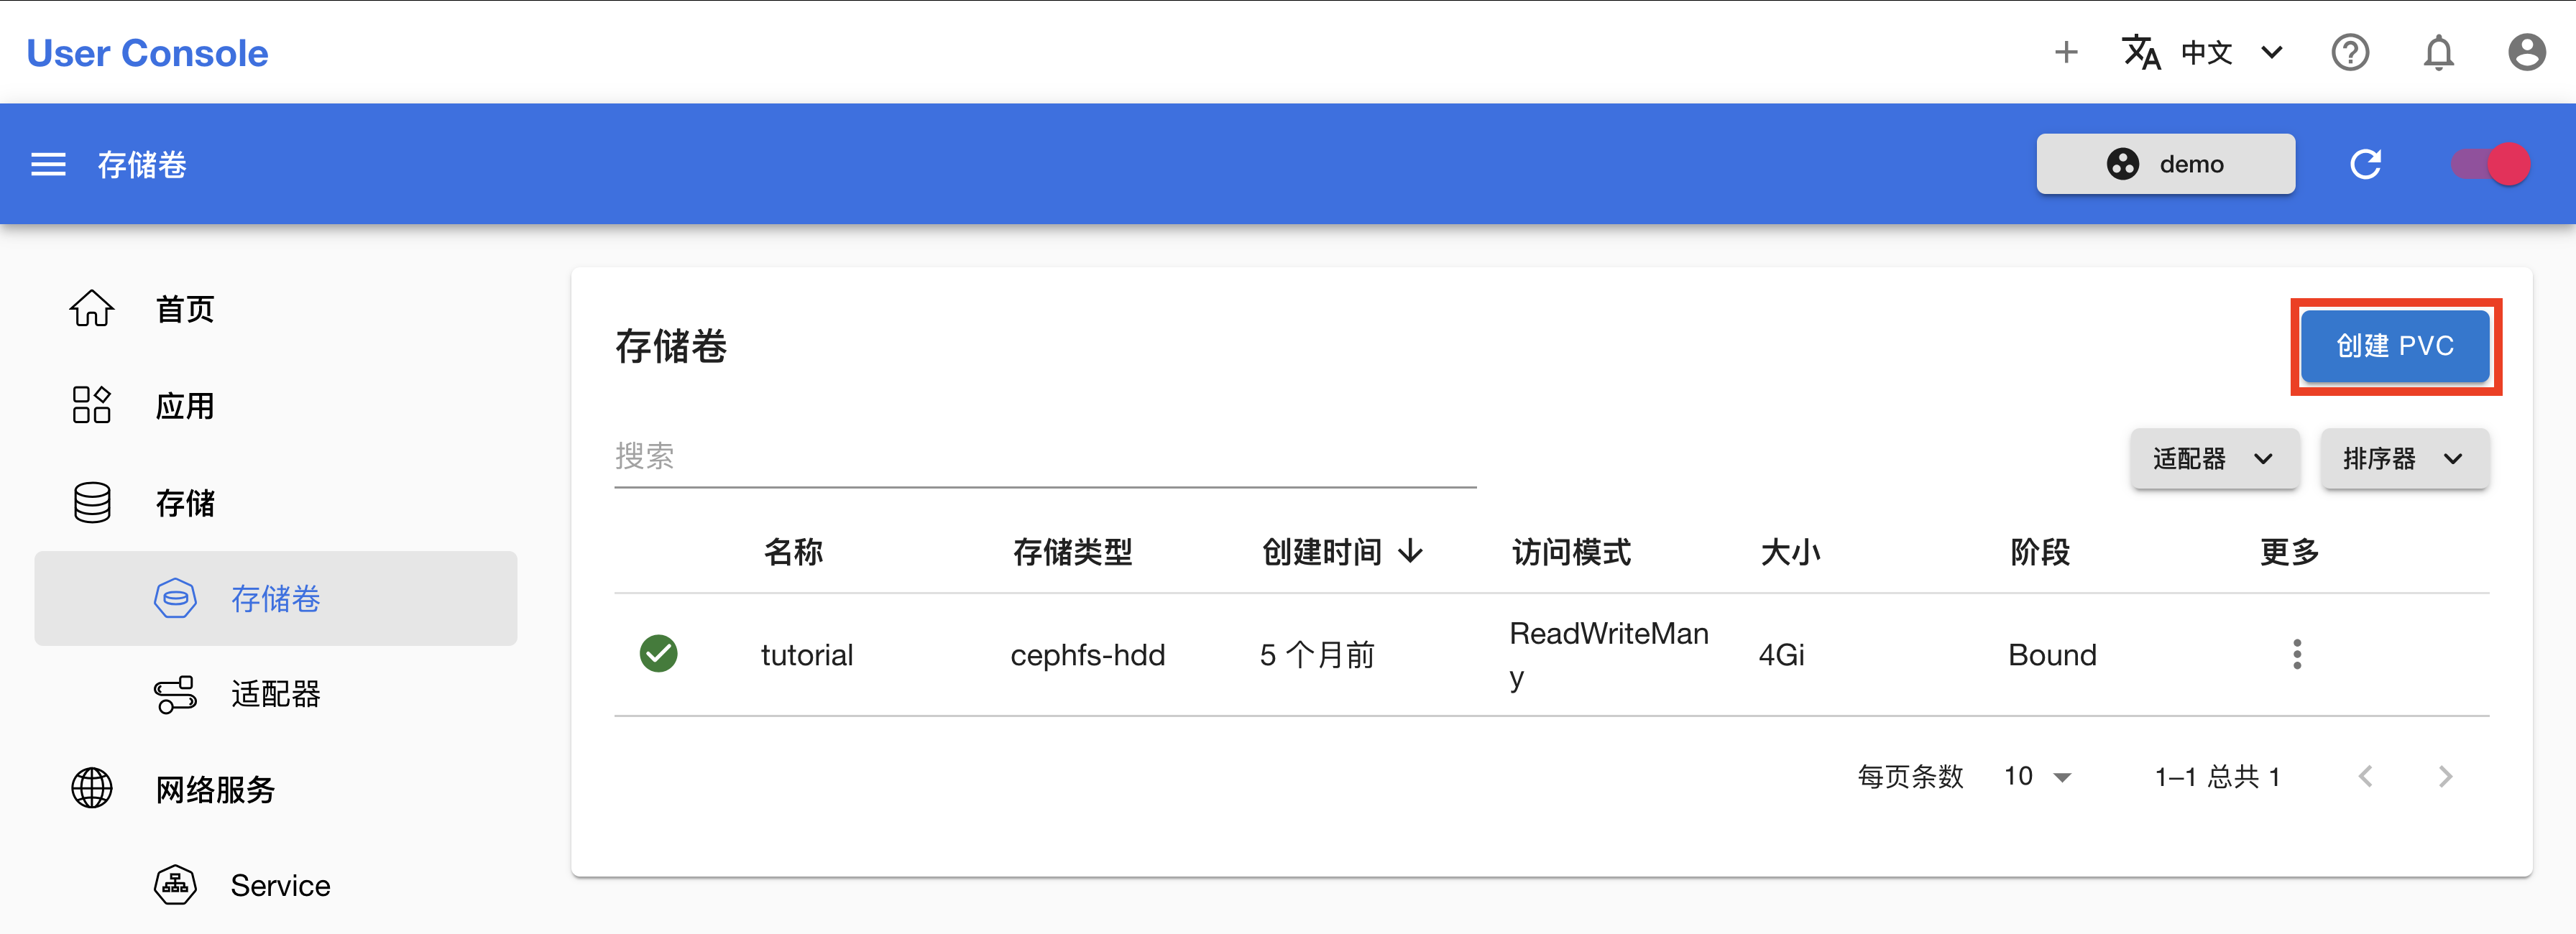 User Console
中文
存储卷
demo
首页
应用
存储
存储卷
适配器
网络服务
Service
存储卷
创建 PVC
搜索
适配器
排序器
名称 存储类型 创建时间 访问模式 大小 阶段 更多
tutorial cephfs-hdd 5 个月前 ReadWriteMan
y 4Gi Bound
每页条数 10 1–1 总共 1